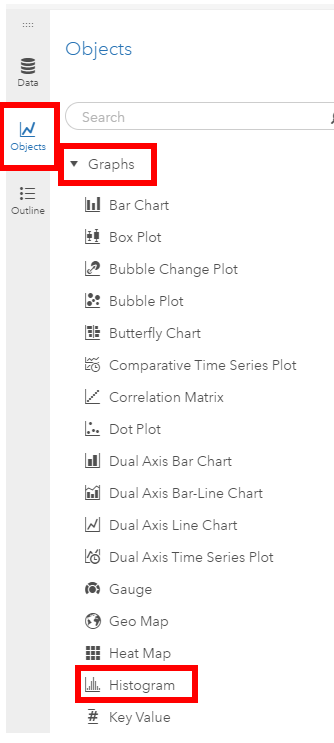 Objects
Data
Search
Objects
Graphs
Bar Chart
Outline
Box Plot
Bubble Change Plot
Bubble Plot
Butterfly Chart
Comparative Time Series Plot
Correlation Matrix
Dot Plot
Dual Axis Bar Chart
Dual Axis Bar-Line Chart
Dual Axis Line Chart
Dual Axis Time Series Plot
Gauge
Geo Map
Heat Map
Histogram
Key Value